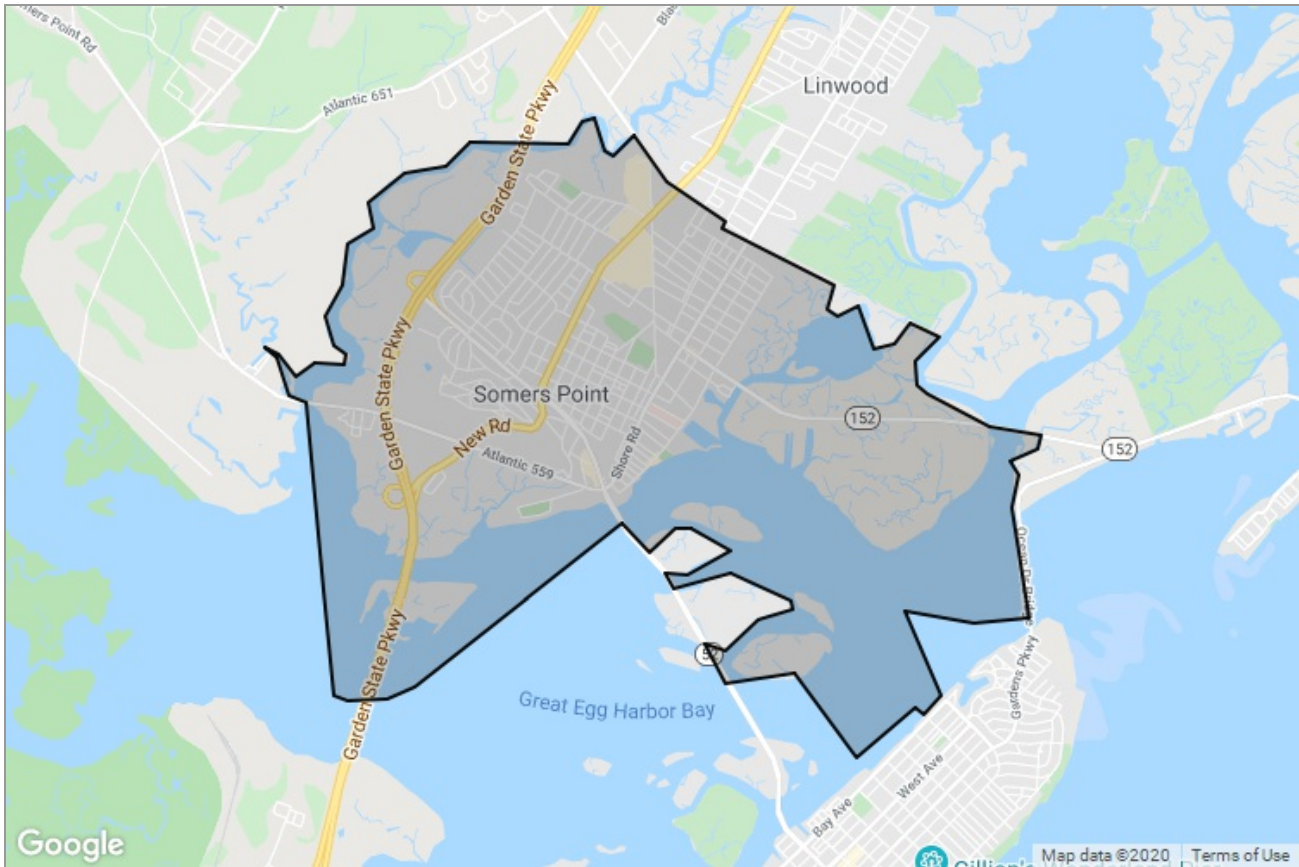 omers Point Rd
Blas
Garden State Pkwy
Linwood
Atlantic 651
Garden State Pkwy
Garden State Pkwy
Somers Point
152
New Rd
152
Shore Rd
Atlantic 559
Ocean Dr Bridge
52
Garden State Pkwy
Great Egg Harbor Bay
Gardens Pkwy
West Ave
Bay Ave
Google
Map data ©2020
Terms of Use